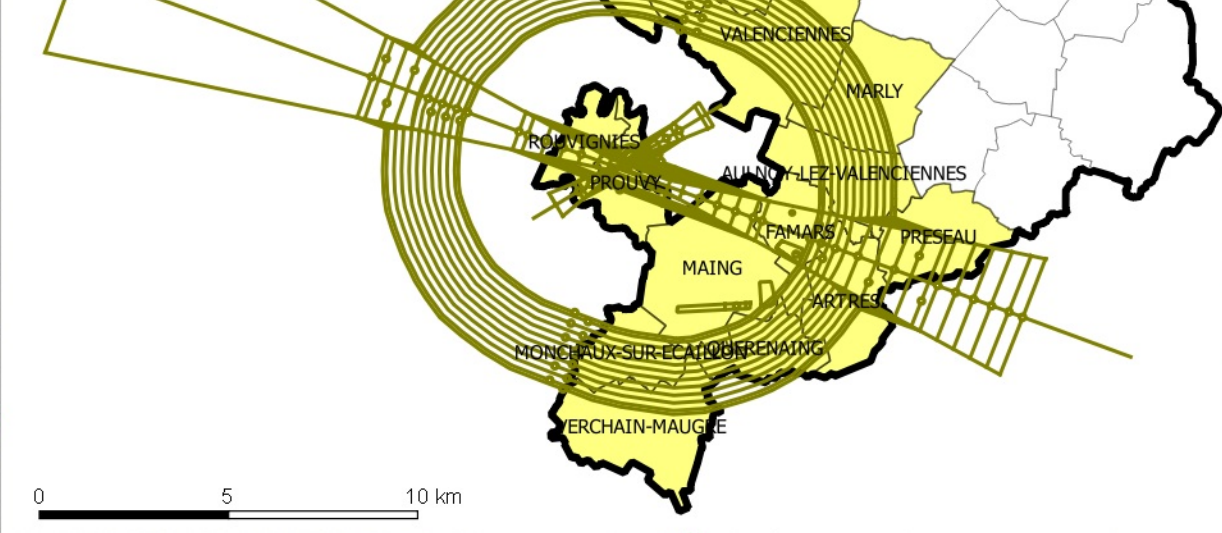 VALENCIENNES
MARLY
ROUVIGNIES
AULNOY-LEZ-VALENCIENNES
PROUVY
FAMARS
PRESEAU
MAING
ARTRES
QUERENAING
MONCHAUX-SUR-ECAILLON
VERCHAIN-MAUGRE
0 5 10 km